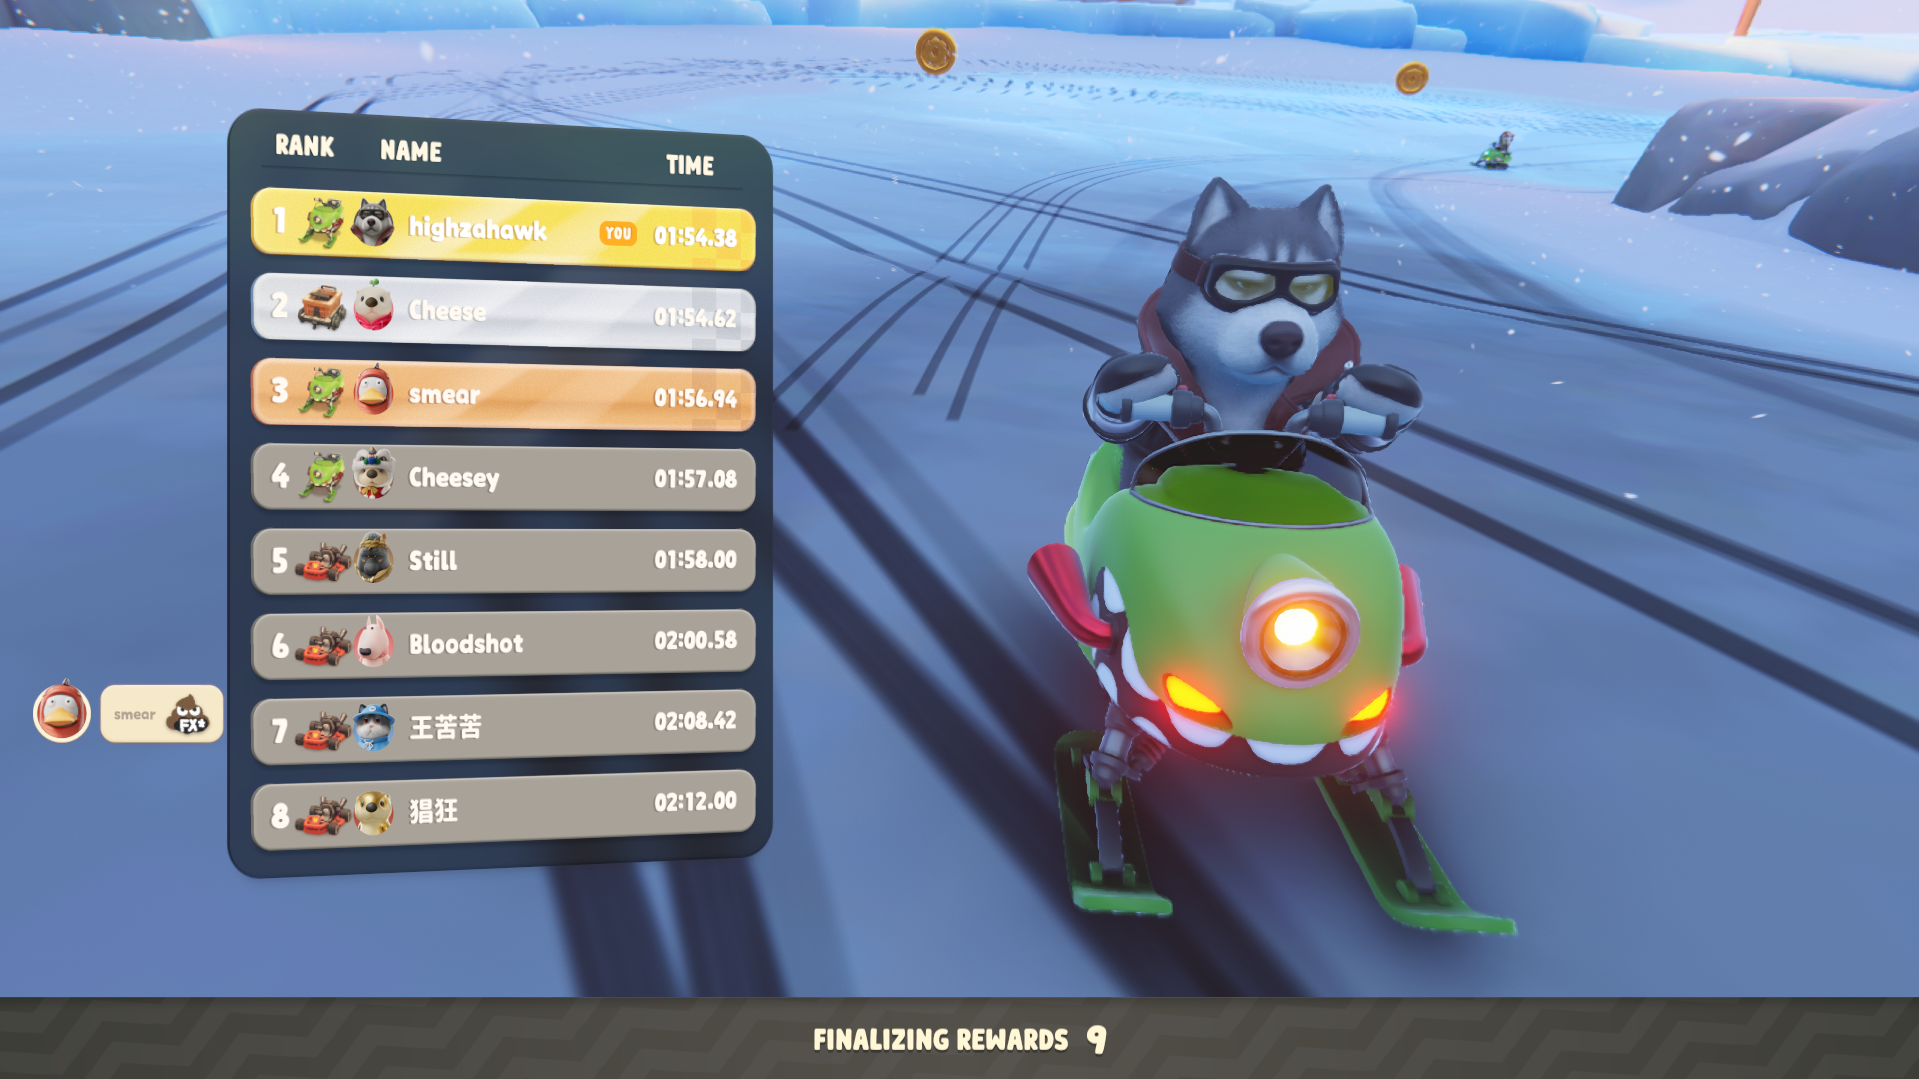 RANK NAME TIME
1 highzahawk YOU 01:54.38
2 Cheese 01:54.62
3 smear 01:56.94
4 Cheesey 01:57.08
5 Still 01:58.00
6 Bloodshot 02:00.58
smear FX+
7 王苦苦 02:08.42
8 猖狂 02:12.00
FINALIZING REWARDS 9